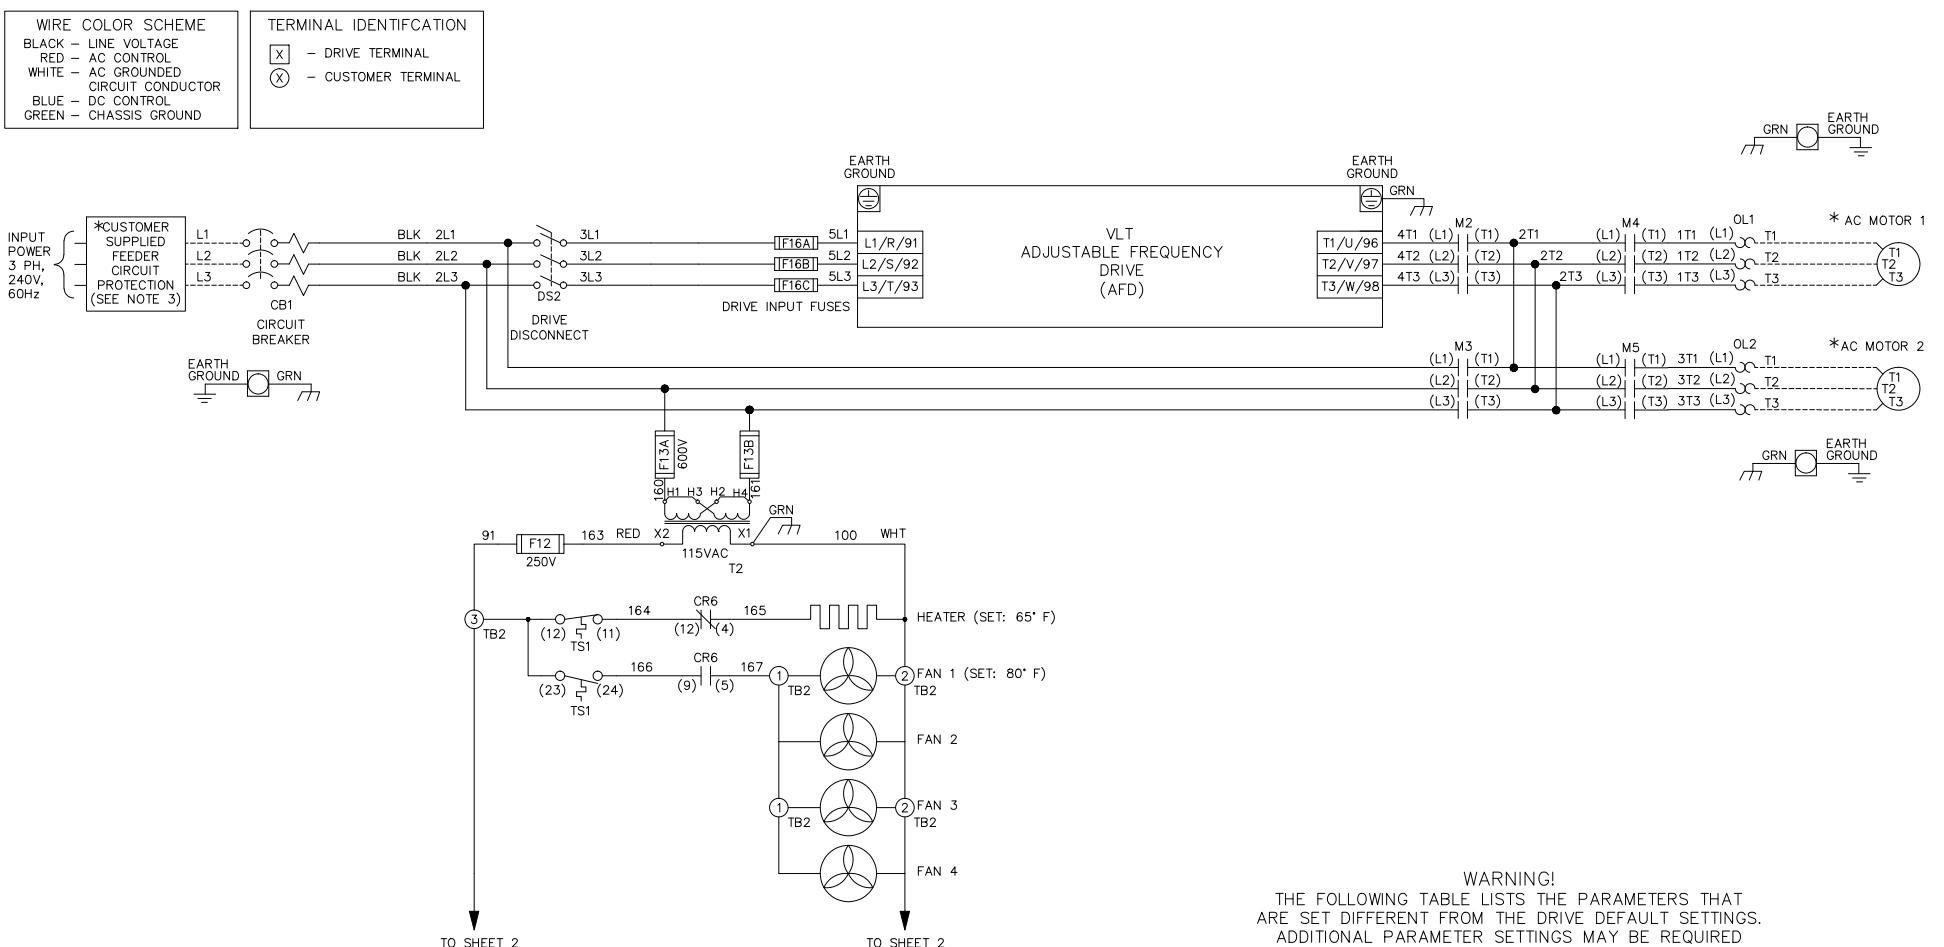 WIRE COLOR SCHEME
BLACK – LINE VOLTAGE
RED – AC CONTROL
WHITE – AC GROUNDED
CIRCUIT CONDUCTOR
BLUE – DC CONTROL
GREEN – CHASSIS GROUND
TERMINAL IDENTIFCATION
X – DRIVE TERMINAL
X – CUSTOMER TERMINAL
GRN
EARTH
GROUND
INPUT
POWER
3 PH,
240V,
60Hz
*CUSTOMER
SUPPLIED
FEEDER
CIRCUIT
PROTECTION
(SEE NOTE 3)
L1
L2
L3
CB1
CIRCUIT
BREAKER
BLK 2L1
BLK 2L2
BLK 2L3
DS2
DRIVE
DISCONNECT
3L1
3L2
3L3
F16A
F16B
F16C
DRIVE INPUT FUSES
5L1
5L2
5L3
EARTH
GROUND
L1/R/91
L2/S/92
L3/T/93
VLT
ADJUSTABLE FREQUENCY
DRIVE
(AFD)
EARTH
GROUND
GRN
T1/U/96
T2/V/97
T3/W/98
M2
4T1 (L1) (T1) 2T1
4T2 (L2) (T2) 2T2
4T3 (L3) (T3) 2T3
M4
(L1) (T1) 1T1 (L1)
(L2) (T2) 1T2 (L2)
(L3) (T3) 1T3 (L3)
OL1
T1
T2
T3
* AC MOTOR 1
T1
T2
T3
EARTH
GROUND
GRN
M3
(L1) (T1)
(L2) (T2)
(L3) (T3)
M5
(L1) (T1) 3T1 (L1)
(L2) (T2) 3T2 (L2)
(L3) (T3) 3T3 (L3)
OL2
T1
T2
T3
*AC MOTOR 2
T1
T2
T3
GRN
EARTH
GROUND
F13A
600V
F13B
160
H1 H3 H2 H4
161
GRN
91
F12
250V
163 RED X2
X1
115VAC
T2
100 WHT
3
TB2
(12) (11)
TS1
164
CR6
(12) (4)
165
HEATER (SET: 65° F)
(23) (24)
TS1
166
CR6
(9) (5)
167
1
TB2
2
TB2
FAN 1 (SET: 80° F)
FAN 2
1
TB2
2
TB2
FAN 3
FAN 4
TO SHEET 2
TO SHEET 2
WARNING!
THE FOLLOWING TABLE LISTS THE PARAMETERS THAT
ARE SET DIFFERENT FROM THE DRIVE DEFAULT SETTINGS.
ADDITIONAL PARAMETER SETTINGS MAY BE REQUIRED